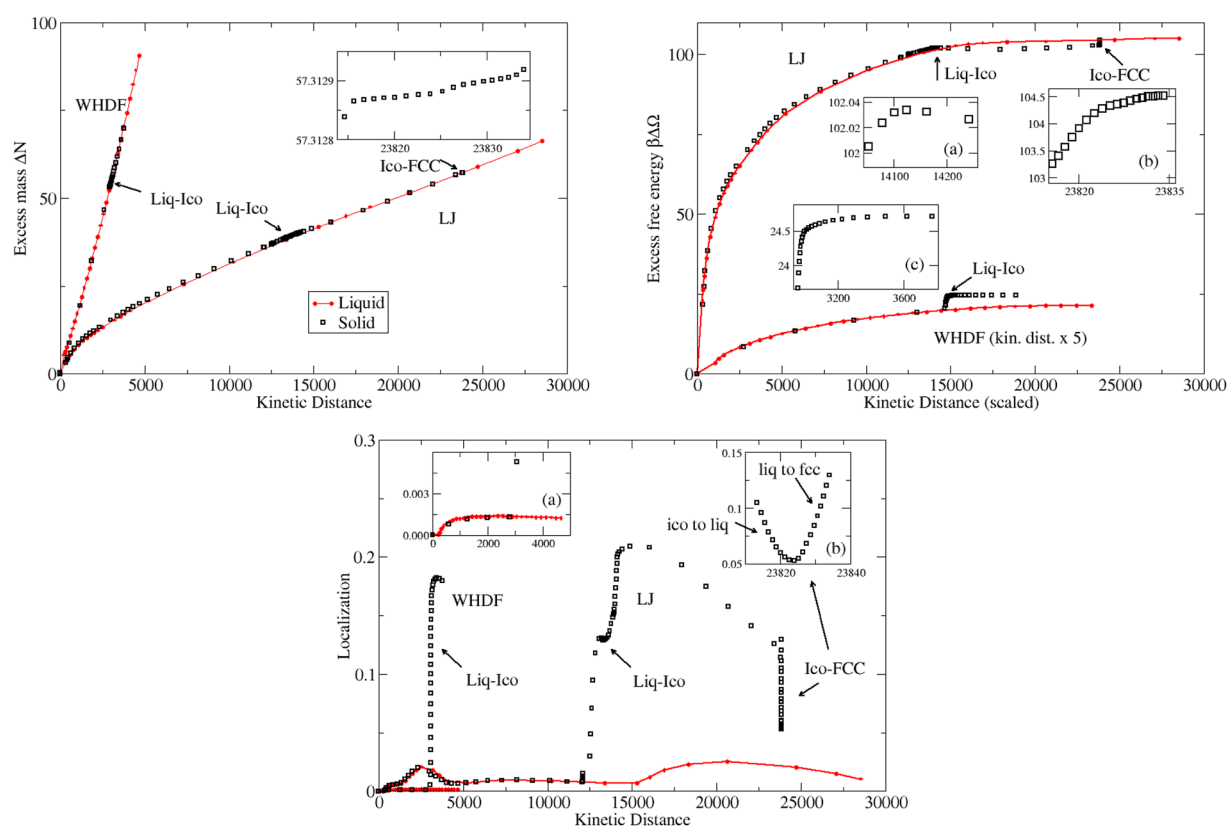 100
50
0
Excess mass ΔN
WHDF
Liq-Ico
Liq-Ico
Ico-FCC
LJ
57.3129
57.3128
23820
23830
Liquid
Solid
0
5000
10000
15000
20000
25000
30000
Kinetic Distance
100
50
0
Excess free energy βΔΩ
LJ
Liq-Ico
Ico-FCC
102.04
102.02
102
14100
14200
(a)
104.5
104
103.5
103
23820
23835
(b)
24.5
24
3200
3600
(c)
Liq-Ico
WHDF (kin. dist. x 5)
0
5000
10000
15000
20000
25000
30000
Kinetic Distance (scaled)
0.3
0.2
0.1
0
Localization
0.003
0.000
0
2000
4000
(a)
WHDF
Liq-Ico
LJ
Liq-Ico
0.15
0.1
0.05
liq to fcc
ico to liq
(b)
23820
23840
Ico-FCC
0
5000
10000
15000
20000
25000
30000
Kinetic Distance